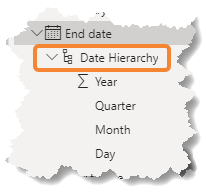 End date
Date Hierarchy
Year
Quarter
Month
Day